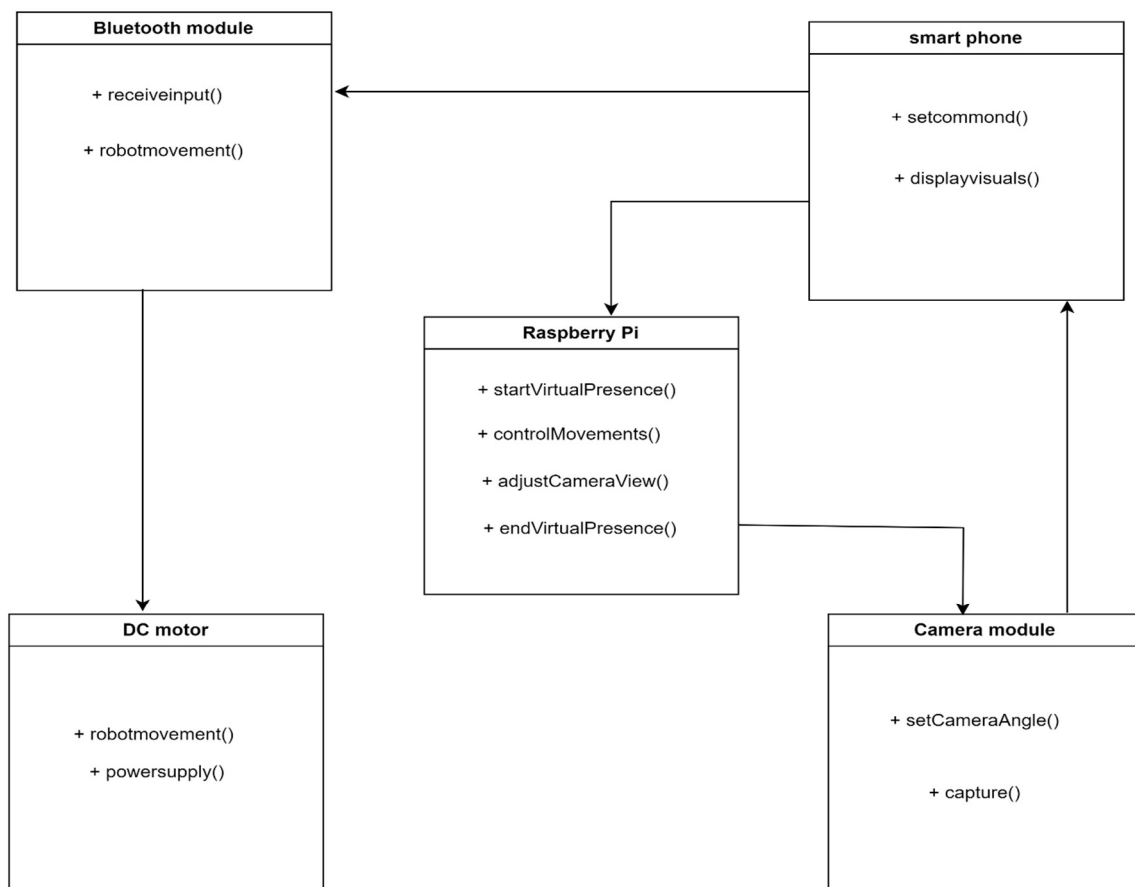 Bluetooth module
+ receiveinput()
+ robotmovement()
smart phone
+ setcommond()
+ displayvisuals()
Raspberry Pi
+ startVirtualPresence()
+ controlMovements()
+ adjustCameraView()
+ endVirtualPresence()
DC motor
+ robotmovement()
+ powersupply()
Camera module
+ setCameraAngle()
+ capture()